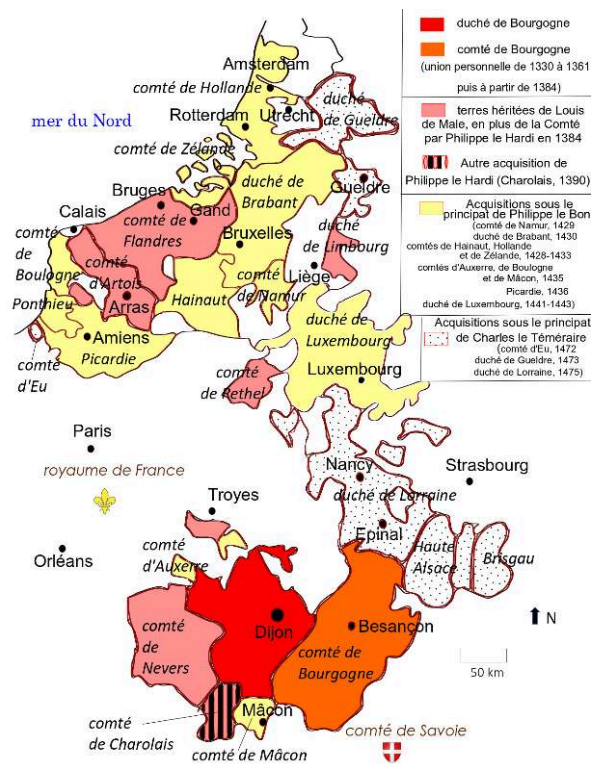 duché de Bourgogne
comté de Bourgogne
(union personnelle de 1330 à 1361
puis à partir de 1384)
terres héritées de Louis
de Male, en plus de la Comté
par Philippe le Hardi en 1384
Autre acquisition de
Philippe le Hardi (Charolais, 1390)
Acquisitions sous le
principat de Philippe le Bon
(comté de Namur, 1429
duché de Brabant, 1430
comtés de Hainaut, Hollande
et de Zélande, 1428-1433
comtés d'Auxerre, de Boulogne
et de Mâcon, 1435
Picardie, 1436
duché de Luxembourg, 1441-1443)
Acquisitions sous le principat
de Charles le Téméraire
(comté d'Eu, 1472
duché de Gueldre, 1473
duché de Lorraine, 1475)
Amsterdam
comté de Hollande
Utrecht
duché
de Gueldre
Rotterdam
mer du Nord
comté de Zélande
Gueldre
duché de
Brabant
Bruges
Gand
Calais
comté de
Flandres
Bruxelles
duché
de Limbourg
comté
de
Boulogne
comté
d'Artois
Liège
Arras
Hainaut
comté
de Namur
Ponthieu
Amiens
Picardie
duché de
Luxembourg
comté
d'Eu
Luxembourg
comté
de Rethel
Paris
royaume de France
Nancy
Strasbourg
duché de Lorraine
Troyes
Epinal
Orléans
comté
d'Auxerre
Haute
Alsace
Brisgau
N
Dijon
Besançon
comté
de
Nevers
comté de
Bourgogne
50 km
Mâcon
comté
de Charolais
comté de Mâcon
comté de Savoie